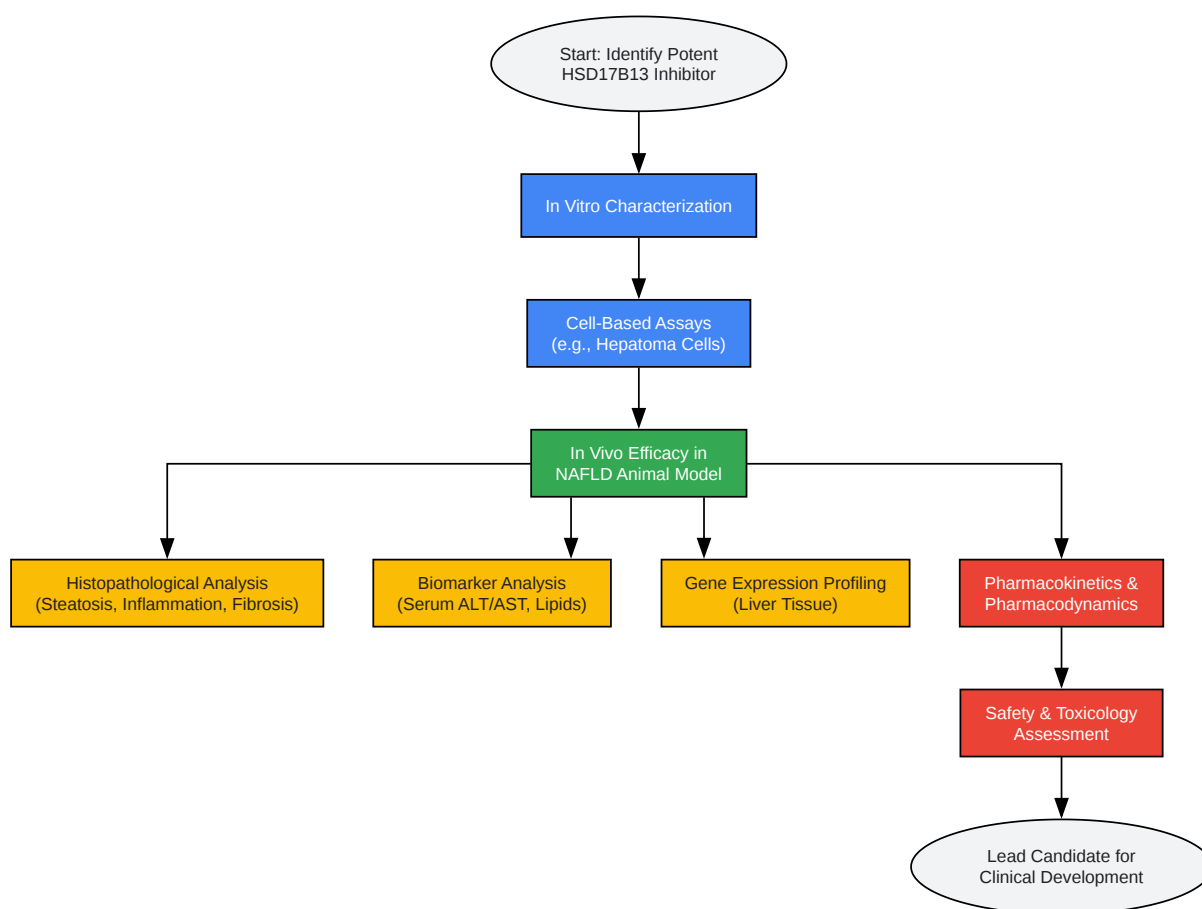 Start: Identify Potent
HSD17B13 Inhibitor
In Vitro Characterization
Cell-Based Assays
(e.g., Hepatoma Cells)
In Vivo Efficacy in
NAFLD Animal Model
Histopathological Analysis
(Steatosis, Inflammation, Fibrosis)
Biomarker Analysis
(Serum ALT/AST, Lipids)
Gene Expression Profiling
(Liver Tissue)
Pharmacokinetics &
Pharmacodynamics
Safety & Toxicology
Assessment
Lead Candidate for
Clinical Development